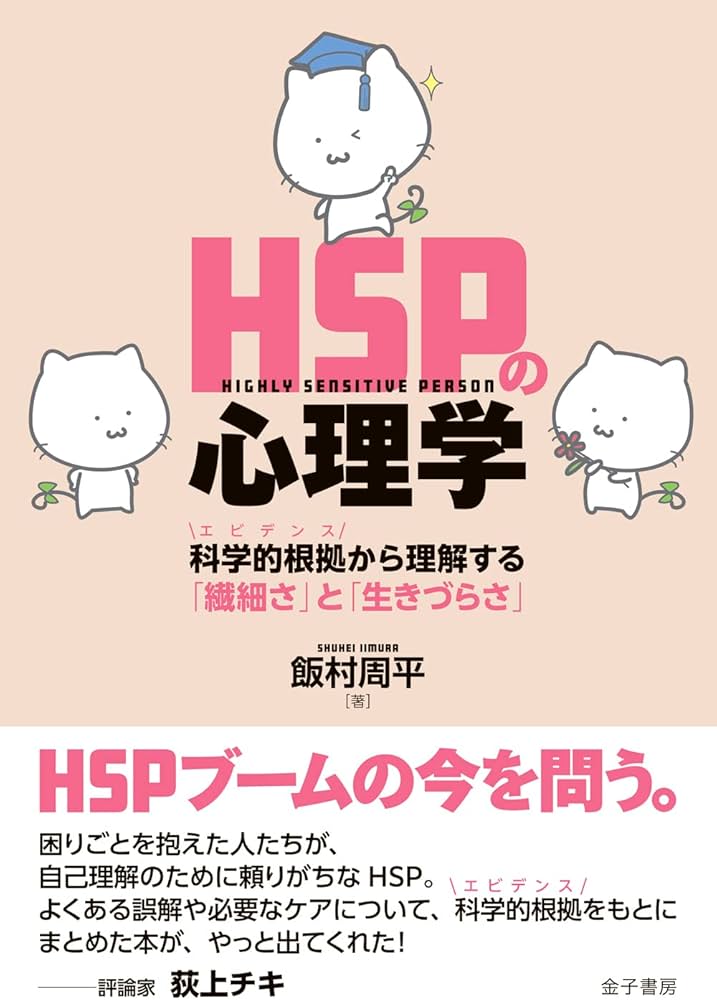 HSPの
HIGHLY SENSITIVE PERSON
心理学
\エビデンス/
科学的根拠から理解する
「繊細さ」と「生きづらさ」
SHUHEI IIMURA
飯村周平
[著]
HSPブームの今を問う。
困りごとを抱えた人たちが、
自己理解のために頼りがちなHSP。
\エビデンス/
よくある誤解や必要なケアについて、科学的根拠をもとに
まとめた本が、やっと出てくれた!
───評論家 荻上チキ
金子書房